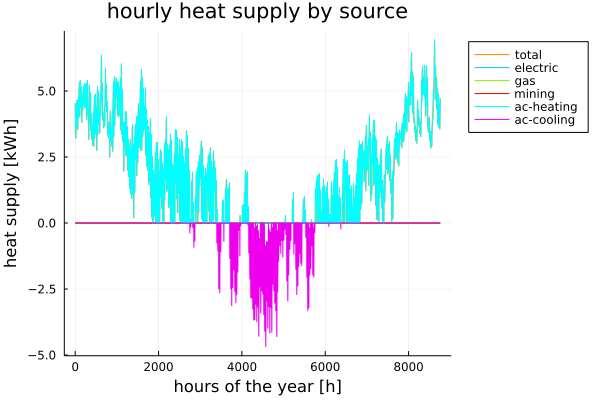 hourly heat supply by source
heat supply [kWh]
5.0
2.5
0.0
−2.5
−5.0
0
2000
4000
6000
8000
hours of the year [h]
total
electric
gas
mining
ac-heating
ac-cooling